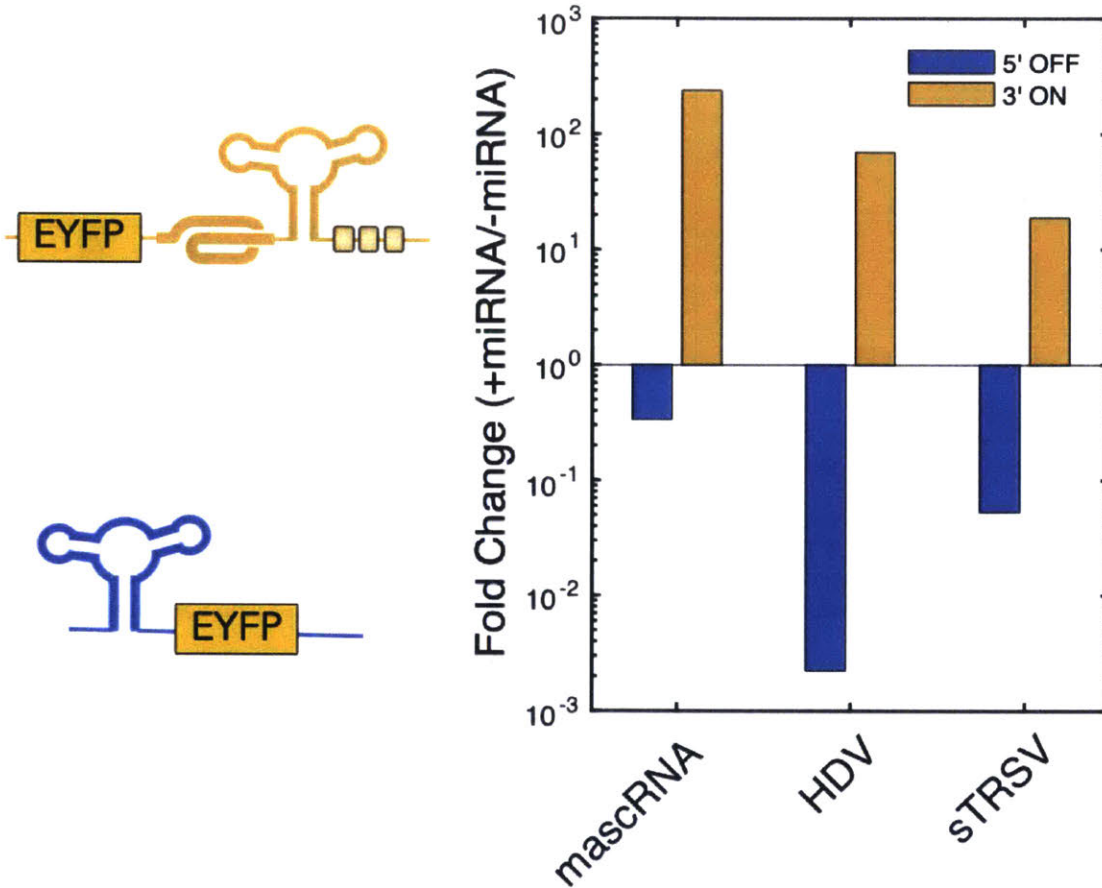 EYFP
EYFP
Fold Change (+miRNA/-miRNA)
10³
10²
10¹
10⁰
10⁻¹
10⁻²
10⁻³
5' OFF
3' ON
mascRNA
HDV
sTRSV